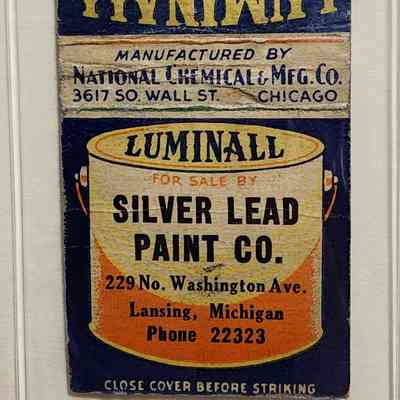 LUMINALL
MANUFACTURED BY
NATIONAL CHEMICAL & MFG. CO.
3617 SO. WALL ST. CHICAGO
LUMINALL
FOR SALE BY
SILVER LEAD
PAINT CO.
229 No. Washington Ave.
Lansing, Michigan
Phone 22323
CLOSE COVER BEFORE STRIKING